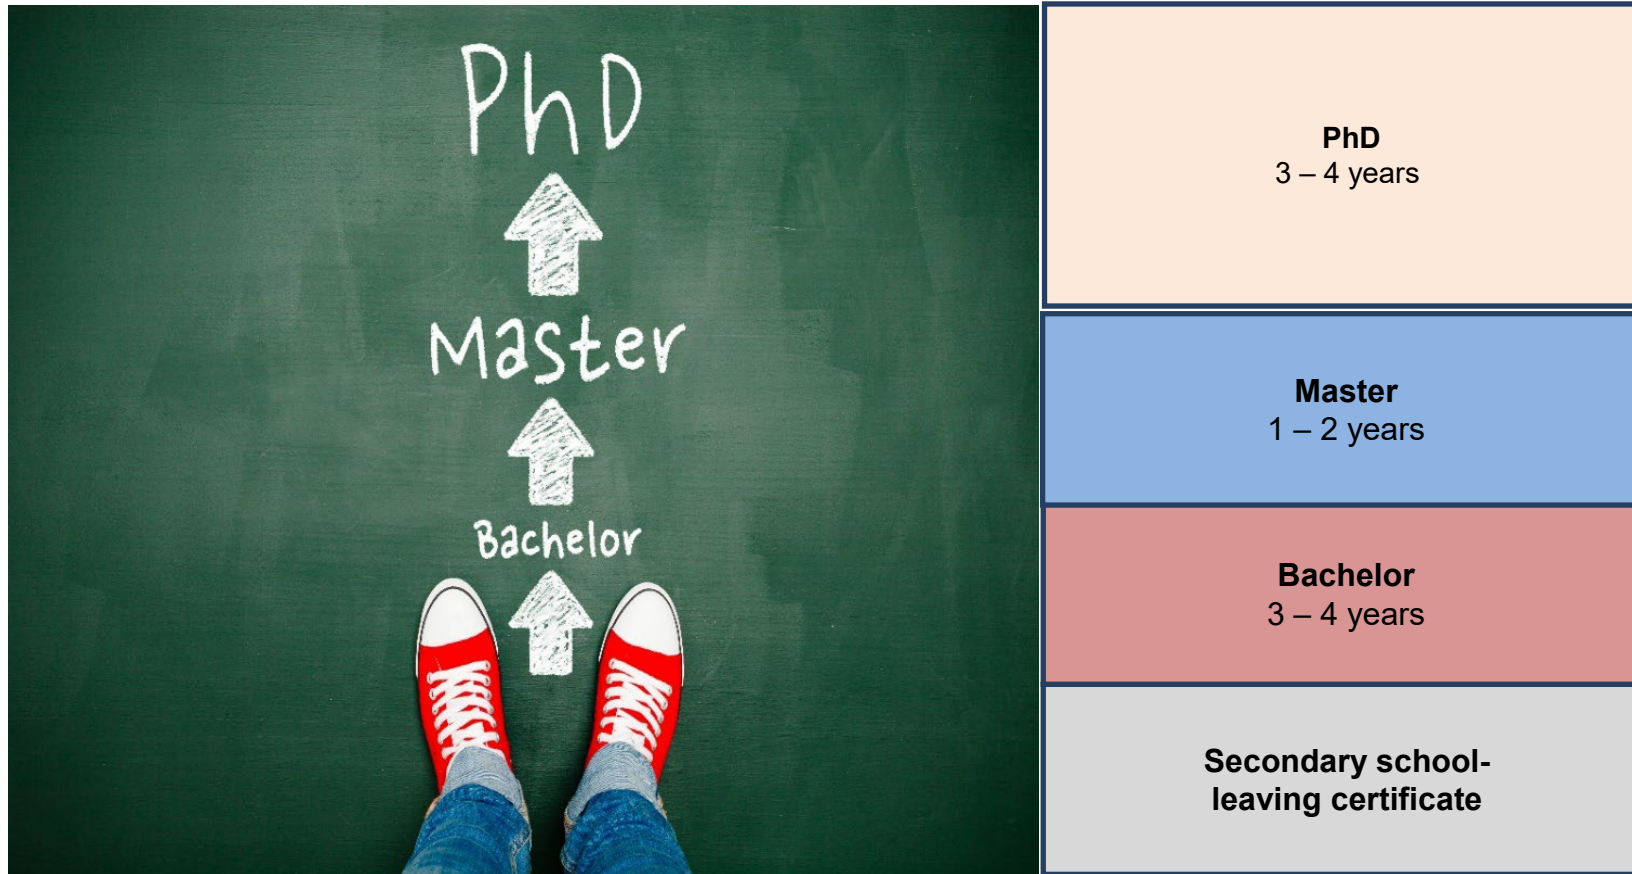 PhD
Master
Bachelor
PhD
3 – 4 years
Master
1 – 2 years
Bachelor
3 – 4 years
Secondary school-
leaving certificate